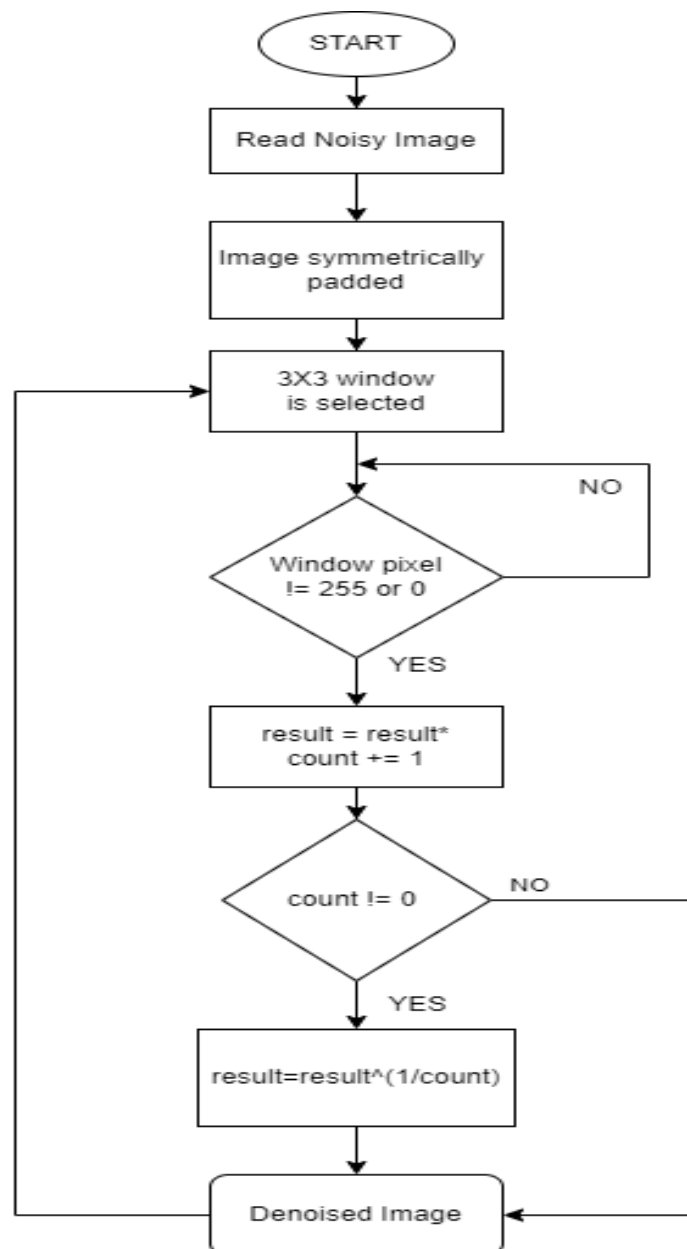 START
Read Noisy Image
Image symmetrically
padded
3X3 window
is selected
NO
Window pixel
!= 255 or 0
YES
result = result*
count += 1
count != 0
NO
YES
result=result^(1/count)
Denoised Image